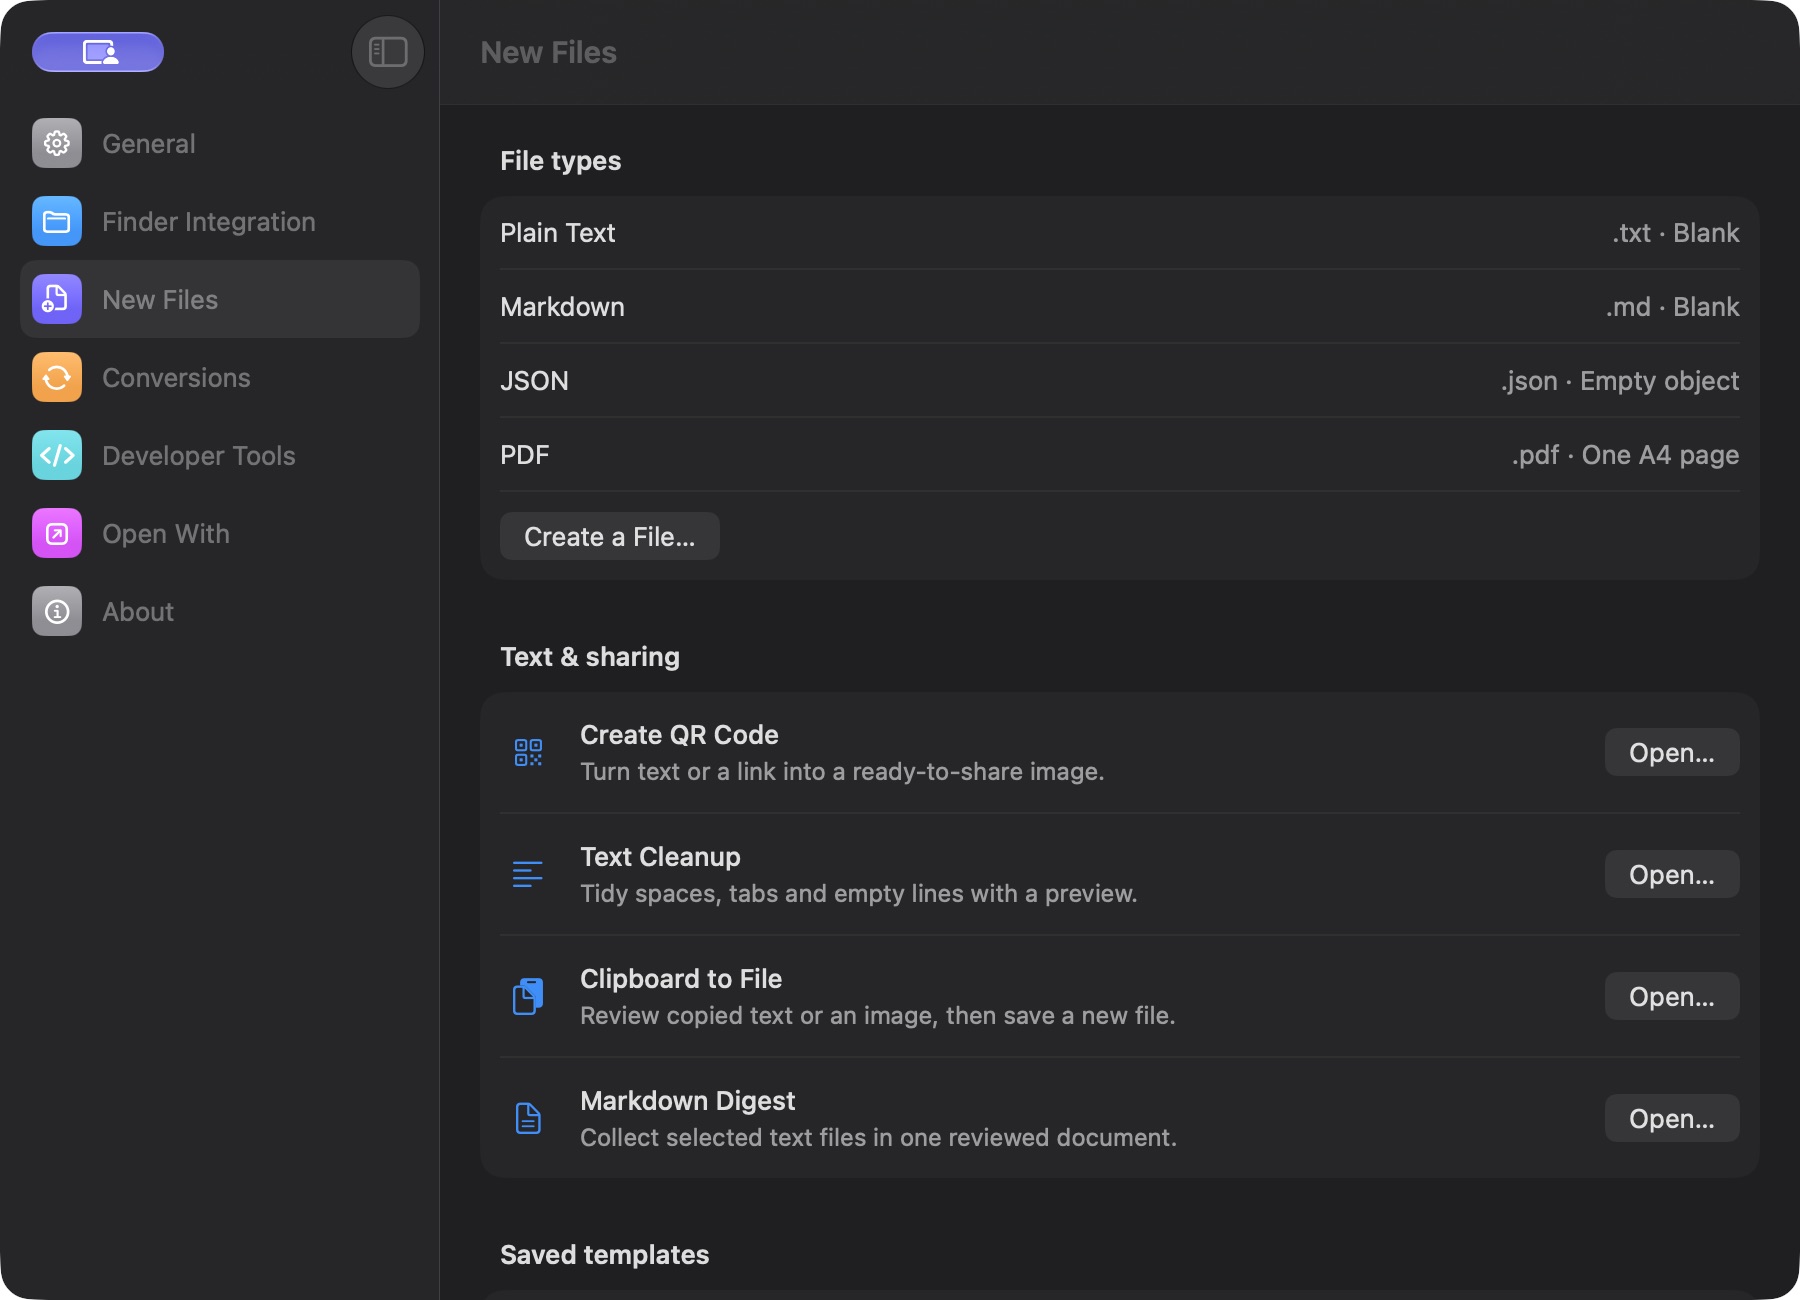 New Files
General
Finder Integration
New Files
Conversions
Developer Tools
Open With
About
File types
Plain Text .txt · Blank
Markdown .md · Blank
JSON .json · Empty object
PDF .pdf · One A4 page
Create a File...
Text & sharing
Create QR Code
Turn text or a link into a ready-to-share image.
Open...
Text Cleanup
Tidy spaces, tabs and empty lines with a preview.
Open...
Clipboard to File
Review copied text or an image, then save a new file.
Open...
Markdown Digest
Collect selected text files in one reviewed document.
Open...
Saved templates